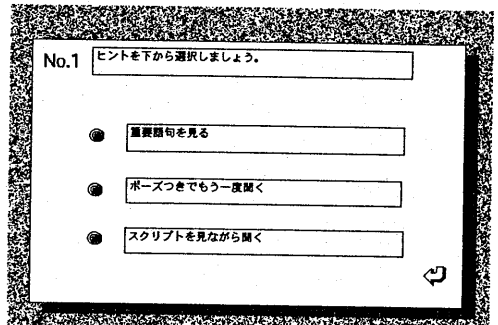 No.1 ヒントを下から選択しましょう。
重要語句を見る
ポーズつきでもう一度聞く
スクリプトを見ながら聞く